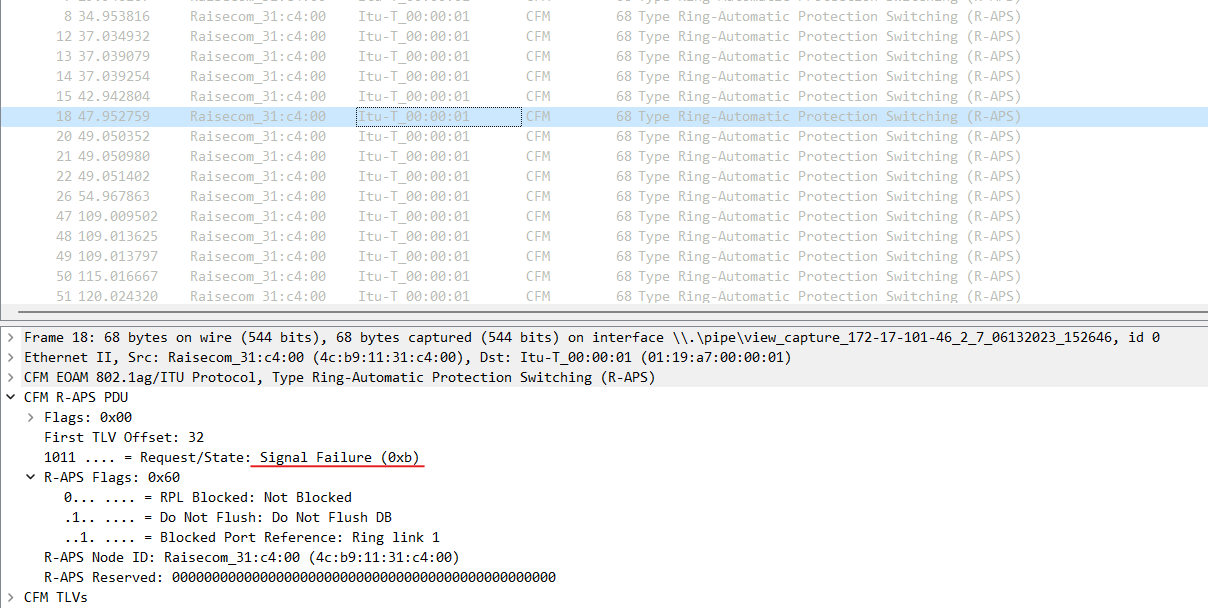 8 34.953816 Raisecom_31:c4:00 Itu-T_00:00:01 CFM 68 Type Ring-Automatic Protection Switching (R-APS)
12 37.034932 Raisecom_31:c4:00 Itu-T_00:00:01 CFM 68 Type Ring-Automatic Protection Switching (R-APS)
13 37.039079 Raisecom_31:c4:00 Itu-T_00:00:01 CFM 68 Type Ring-Automatic Protection Switching (R-APS)
14 37.039254 Raisecom_31:c4:00 Itu-T_00:00:01 CFM 68 Type Ring-Automatic Protection Switching (R-APS)
15 42.942804 Raisecom_31:c4:00 Itu-T_00:00:01 CFM 68 Type Ring-Automatic Protection Switching (R-APS)
18 47.952759 Raisecom_31:c4:00 Itu-T_00:00:01 CFM 68 Type Ring-Automatic Protection Switching (R-APS)
20 49.050352 Raisecom_31:c4:00 Itu-T_00:00:01 CFM 68 Type Ring-Automatic Protection Switching (R-APS)
21 49.050980 Raisecom_31:c4:00 Itu-T_00:00:01 CFM 68 Type Ring-Automatic Protection Switching (R-APS)
22 49.051402 Raisecom_31:c4:00 Itu-T_00:00:01 CFM 68 Type Ring-Automatic Protection Switching (R-APS)
26 54.967863 Raisecom_31:c4:00 Itu-T_00:00:01 CFM 68 Type Ring-Automatic Protection Switching (R-APS)
47 109.009502 Raisecom_31:c4:00 Itu-T_00:00:01 CFM 68 Type Ring-Automatic Protection Switching (R-APS)
48 109.013625 Raisecom_31:c4:00 Itu-T_00:00:01 CFM 68 Type Ring-Automatic Protection Switching (R-APS)
49 109.013797 Raisecom_31:c4:00 Itu-T_00:00:01 CFM 68 Type Ring-Automatic Protection Switching (R-APS)
50 115.016667 Raisecom_31:c4:00 Itu-T_00:00:01 CFM 68 Type Ring-Automatic Protection Switching (R-APS)
51 120.024320 Raisecom_31:c4:00 Itu-T_00:00:01 CFM 68 Type Ring-Automatic Protection Switching (R-APS)
Frame 18: 68 bytes on wire (544 bits), 68 bytes captured (544 bits) on interface \\.\pipe\view_capture_172-17-101-46_2_7_06132023_152646, id 0
Ethernet II, Src: Raisecom_31:c4:00 (4c:b9:11:31:c4:00), Dst: Itu-T_00:00:01 (01:19:a7:00:00:01)
CFM EOAM 802.1ag/ITU Protocol, Type Ring-Automatic Protection Switching (R-APS)
CFM R-APS PDU
Flags: 0x00
First TLV Offset: 32
1011 .... = Request/State: Signal Failure (0xb)
R-APS Flags: 0x60
0... .... = RPL Blocked: Not Blocked
.1.. .... = Do Not Flush: Do Not Flush DB
..1. .... = Blocked Port Reference: Ring link 1
R-APS Node ID: Raisecom_31:c4:00 (4c:b9:11:31:c4:00)
R-APS Reserved: 000000000000000000000000000000000000000000000000
CFM TLVs